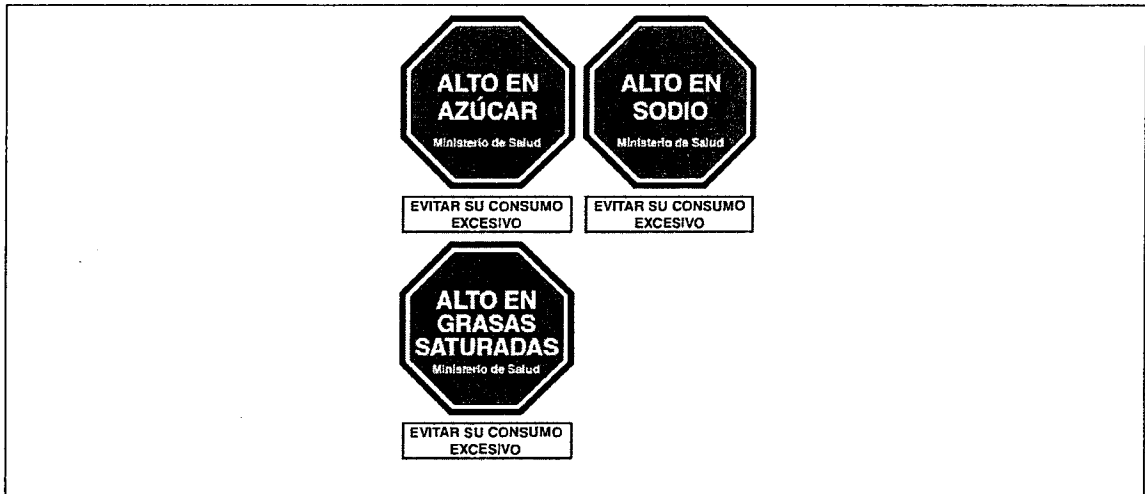 ALTO EN
AZÚCAR
Ministerio de Salud
EVITAR SU CONSUMO
EXCESIVO
ALTO EN
SODIO
Ministerio de Salud
EVITAR SU CONSUMO
EXCESIVO
ALTO EN
GRASAS
SATURADAS
Ministerio de Salud
EVITAR SU CONSUMO
EXCESIVO